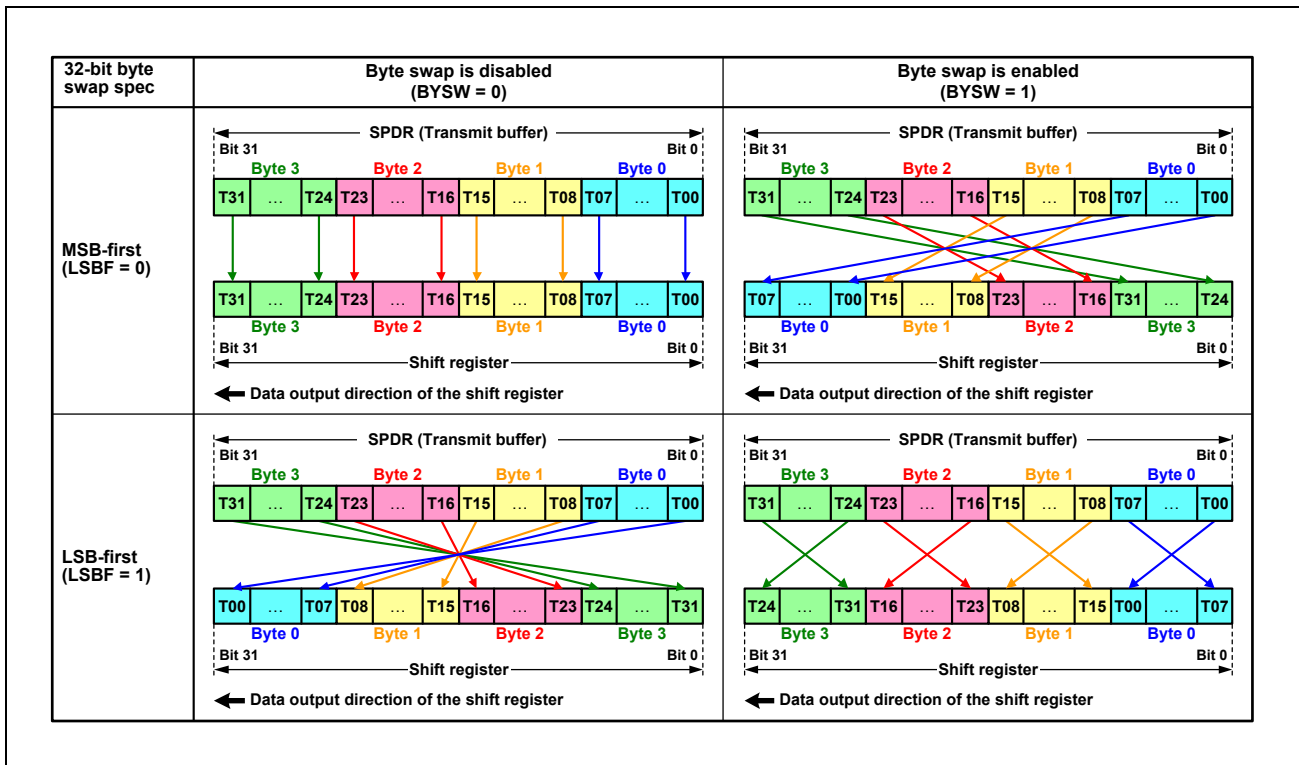 32-bit byte
swap spec
Byte swap is disabled
(BYSW = 0)
Byte swap is enabled
(BYSW = 1)
MSB-first
(LSBF = 0)
SPDR (Transmit buffer)
Bit 31 Bit 0
Byte 3 Byte 2 Byte 1 Byte 0
T31 ... T24 T23 ... T16 T15 ... T08 T07 ... T00
T31 ... T24 T23 ... T16 T15 ... T08 T07 ... T00
Byte 3 Byte 2 Byte 1 Byte 0
Bit 31 Bit 0
Shift register
Data output direction of the shift register
SPDR (Transmit buffer)
Bit 31 Bit 0
Byte 3 Byte 2 Byte 1 Byte 0
T31 ... T24 T23 ... T16 T15 ... T08 T07 ... T00
T07 ... T00 T15 ... T08 T23 ... T16 T31 ... T24
Byte 0 Byte 1 Byte 2 Byte 3
Bit 31 Bit 0
Shift register
Data output direction of the shift register
LSB-first
(LSBF = 1)
SPDR (Transmit buffer)
Bit 31 Bit 0
Byte 3 Byte 2 Byte 1 Byte 0
T31 ... T24 T23 ... T16 T15 ... T08 T07 ... T00
T00 ... T07 T08 ... T15 T16 ... T23 T24 ... T31
Byte 0 Byte 1 Byte 2 Byte 3
Bit 31 Bit 0
Shift register
Data output direction of the shift register
SPDR (Transmit buffer)
Bit 31 Bit 0
Byte 3 Byte 2 Byte 1 Byte 0
T31 ... T24 T23 ... T16 T15 ... T08 T07 ... T00
T24 ... T31 T16 ... T23 T08 ... T15 T00 ... T07
Byte 3 Byte 2 Byte 1 Byte 0
Bit 31 Bit 0
Shift register
Data output direction of the shift register